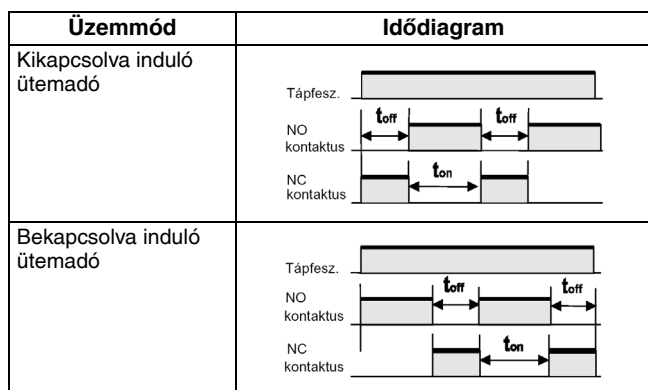 Üzemmód Idődiagram
Kikapcsolva induló
ütemadó
Tápfesz.
toff toff
NO
kontaktus
ton
NC
kontaktus
Bekapcsolva induló
ütemadó
Tápfesz.
toff toff
NO
kontaktus
ton
NC
kontaktus